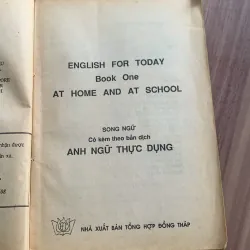 ENGLISH FOR TODAY
Book One
AT HOME AND AT SCHOOL
SONG NGỮ
Có kèm theo bản dịch
ANH NGỮ THỰC DỤNG
NHÀ XUẤT BẢN TỔNG HỢP ĐỒNG THÁP